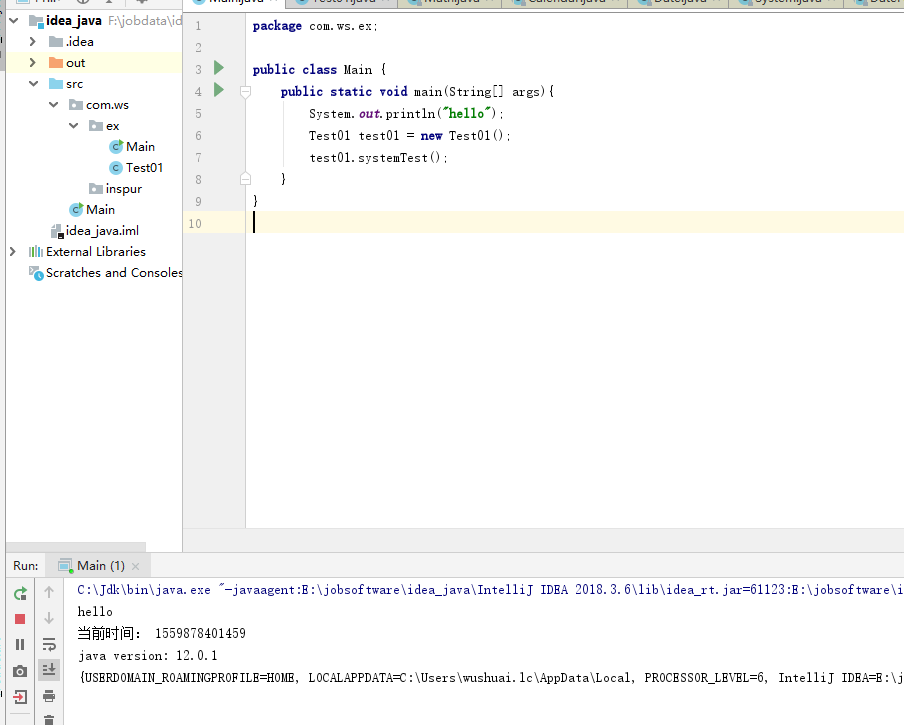 idea_java F:\jobdata\id
.idea
out
src
com.ws
ex
Main
Test01
inspur
Main
idea_java.iml
External Libraries
Scratches and Consoles
1 package com.ws.ex;
2
3 public class Main {
4 public static void main(String[] args){
5 System.out.println("hello");
6 Test01 test01 = new Test01();
7 test01.systemTest();
8 }
9 }
10
Run: Main (1)
C:\Jdk\bin\java.exe "-javaagent:E:\jobsoftware\idea_java\IntelliJ IDEA 2018.3.6\lib\idea_rt.jar=61123:E:\jobsoftware\i
hello
当前时间: 1559878401459
java version: 12.0.1
{USERDOMAIN_ROAMINGPROFILE=HOME, LOCALAPPDATA=C:\Users\wushuai.lc\AppData\Local, PROCESSOR_LEVEL=6, IntelliJ IDEA=E:\j